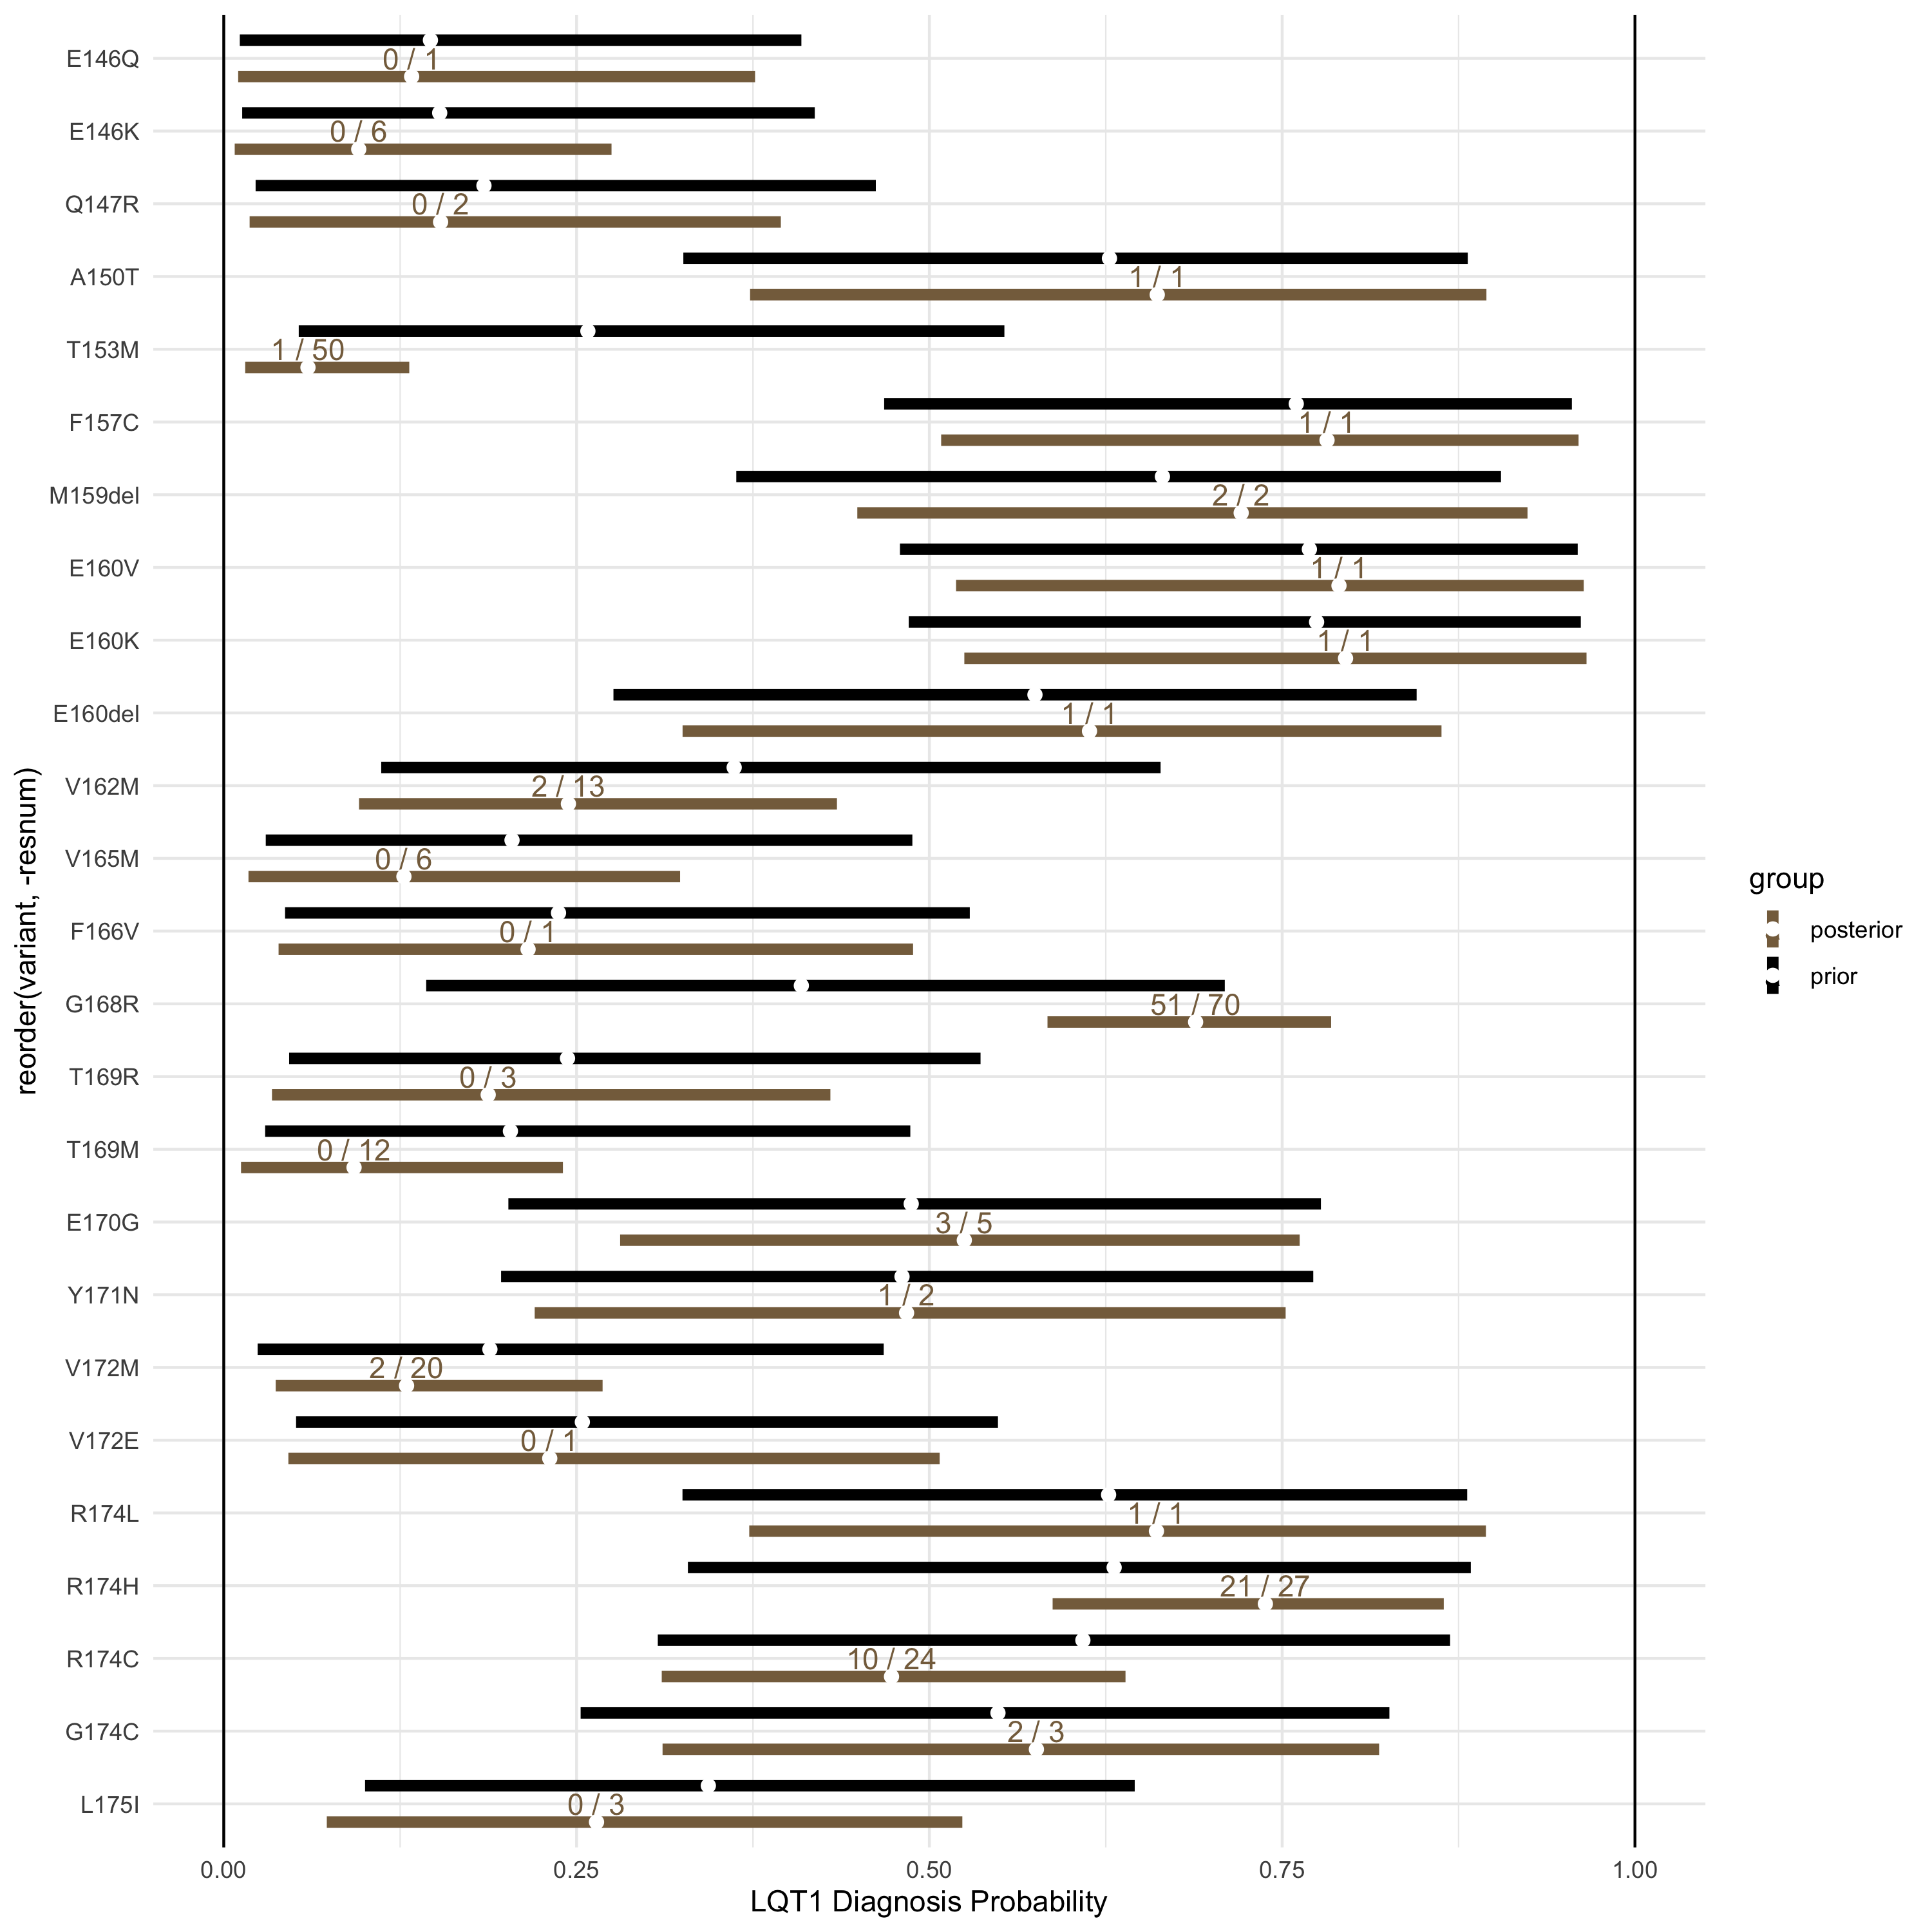 E146Q
0 / 1
E146K
0 / 6
Q147R
0 / 2
A150T
1 / 1
T153M
1 / 50
F157C
1 / 1
M159del
2 / 2
E160V
1 / 1
E160K
1 / 1
E160del
1 / 1
V162M
2 / 13
V165M
0 / 6
F166V
0 / 1
G168R
51 / 70
T169R
0 / 3
T169M
0 / 12
E170G
3 / 5
Y171N
1 / 2
V172M
2 / 20
V172E
0 / 1
R174L
1 / 1
R174H
21 / 27
R174C
10 / 24
G174C
2 / 3
L175I
0 / 3
0.00 0.25 0.50 0.75 1.00
LQT1 Diagnosis Probability
reorder(variant, -resnum)
group
posterior
prior